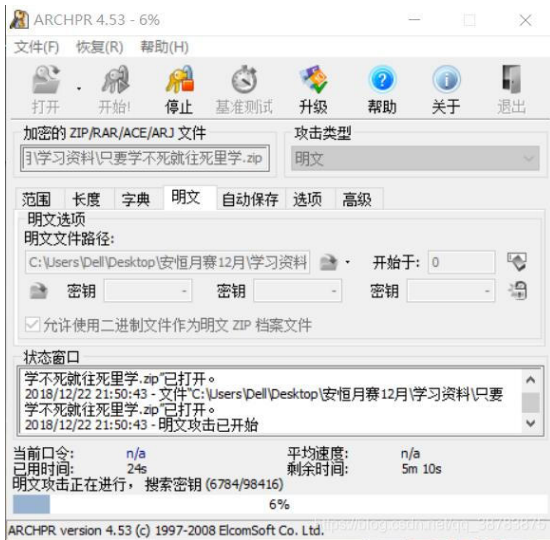 ARCHPR 4.53 - 6%
文件(F) 恢复(R) 帮助(H)
打开 开始! 停止 基准测试 升级 帮助 关于 退出
加密的 ZIP/RAR/ACE/ARJ 文件 攻击类型
\学习资料\只要学不死就往死里学.zip 明文
范围 长度 字典 明文 自动保存 选项 高级
明文选项
明文文件路径:
C:\Users\Dell\Desktop\安恒月赛12月\学习资料 开始于: 0
密钥 - 密钥 - 密钥 -
允许使用二进制文件作为明文 ZIP 档案文件
状态窗口
学不死就往死里学.zip"已打开。
2018/12/22 21:50:43 - 文件"C:\Users\Dell\Desktop\安恒月赛12月\学习资料\只要
学不死就往死里学.zip"已打开。
2018/12/22 21:50:43 - 明文攻击已开始
当前口令: n/a 平均速度: n/a
已用时间: 24s 剩余时间: 5m 10s
明文攻击正在进行，搜索密钥 (6784/98416)
6%
ARCHPR version 4.53 (c) 1997-2008 ElcomSoft Co. Ltd.